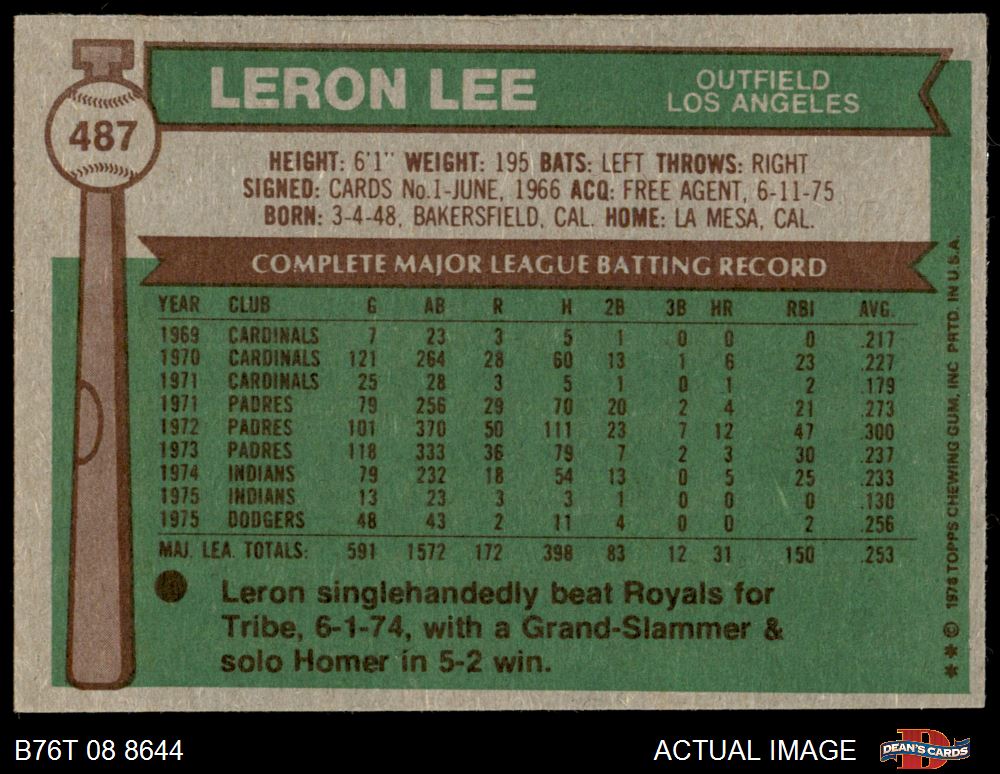 LERON LEE
OUTFIELD
LOS ANGELES
487
HEIGHT: 6'1" WEIGHT: 195 BATS: LEFT THROWS: RIGHT
SIGNED: CARDS No.1-JUNE, 1966 ACQ: FREE AGENT, 6-11-75
BORN: 3-4-48, BAKERSFIELD, CAL. HOME: LA MESA, CAL.
COMPLETE MAJOR LEAGUE BATTING RECORD
YEAR CLUB G AB R H 2B 3B HR RBI AVG.
1969 CARDINALS 7 23 3 5 1 0 0 0 .217
1970 CARDINALS 121 264 28 60 13 1 6 23 .227
1971 CARDINALS 25 28 3 5 1 0 1 2 .179
1971 PADRES 79 256 29 70 20 2 4 21 .273
1972 PADRES 101 370 50 111 23 7 12 47 .300
1973 PADRES 118 333 36 79 7 2 3 30 .237
1974 INDIANS 79 232 18 54 13 0 5 25 .233
1975 INDIANS 13 23 3 3 1 0 0 0 .130
1975 DODGERS 48 43 2 11 4 0 0 2 .256
MAJ. LEA. TOTALS: 591 1572 172 398 83 12 31 150 .253
Leron singlehandedly beat Royals for
Tribe, 6-1-74, with a Grand-Slammer &
solo Homer in 5-2 win.
** © 1976 TOPPS CHEWING GUM, INC PRTD. IN U.S.A.
B76T 08 8644
ACTUAL IMAGE
DEAN'S CARDS